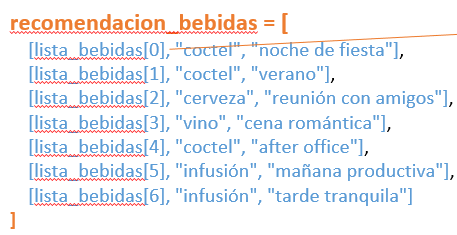 recomendacion_bebidas = [
[lista_bebidas[0], "coctel", "noche de fiesta"],
[lista_bebidas[1], "coctel", "verano"],
[lista_bebidas[2], "cerveza", "reunión con amigos"],
[lista_bebidas[3], "vino", "cena romántica"],
[lista_bebidas[4], "coctel", "after office"],
[lista_bebidas[5], "infusión", "mañana productiva"],
[lista_bebidas[6], "infusión", "tarde tranquila"]
]